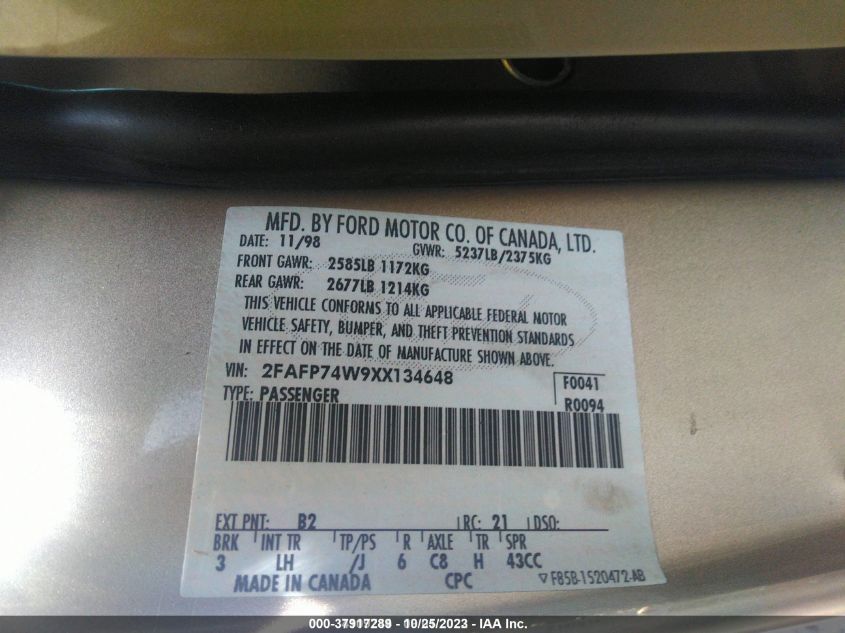 MFD. BY FORD MOTOR CO. OF CANADA, LTD.
DATE: 11/98 GVWR: 5237LB/2375KG
FRONT GAWR: 2585LB 1172KG
REAR GAWR: 2677LB 1214KG
THIS VEHICLE CONFORMS TO ALL APPLICABLE FEDERAL MOTOR
VEHICLE SAFETY, BUMPER, AND THEFT PREVENTION STANDARDS
IN EFFECT ON THE DATE OF MANUFACTURE SHOWN ABOVE.
VIN: 2FAFP74W9XX134648 F0041
TYPE: PASSENGER R0094
EXT PNT: B2 RC: 21 DSO:
BRK INT TR TP/PS R AXLE TR SPR
3 LH /J 6 C8 H 43CC
MADE IN CANADA CPC ▽ F85B-1520472-AB
000-37917289 - 10/25/2023 - IAA Inc.